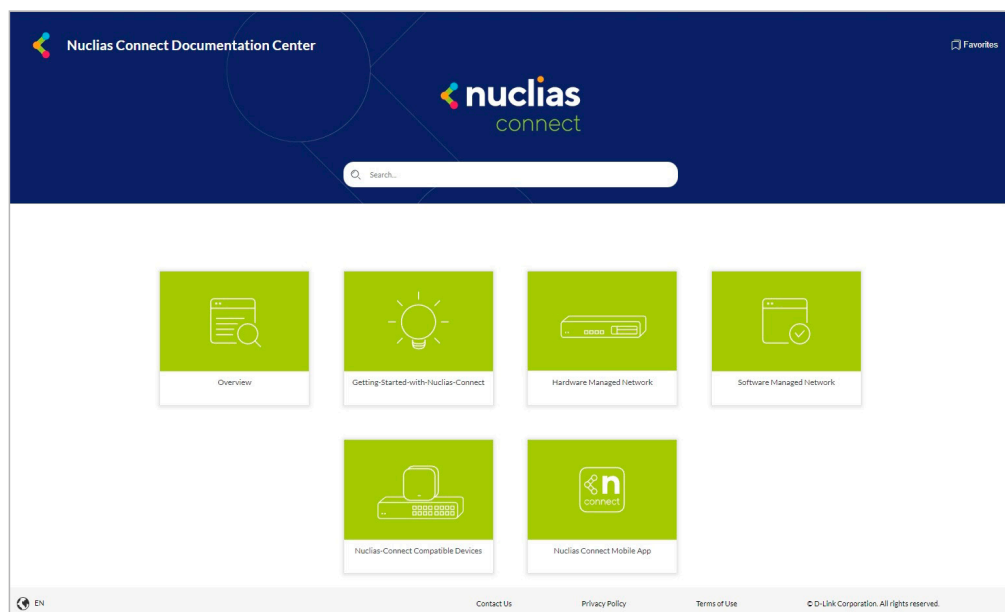 Nuclias Connect Documentation Center
Favorites
nuclias
connect
Search...
Overview
Getting-Started-with-Nuclias-Connect
Hardware Managed Network
Software Managed Network
n
connect
Nuclias-Connect Compatible Devices
Nuclias Connect Mobile App
EN
Contact Us
Privacy Policy
Terms of Use
© D-Link Corporation. All rights reserved.